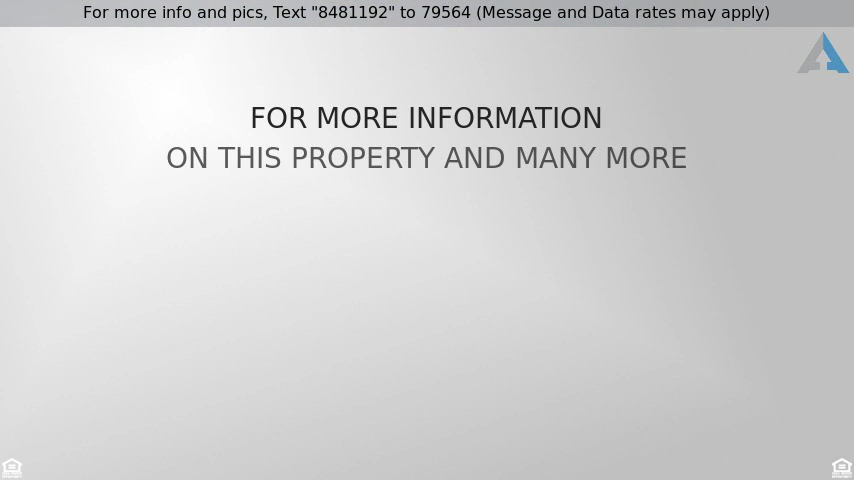 For more info and pics, Text "8481192" to 79564 (Message and Data rates may apply)
FOR MORE INFORMATION
ON THIS PROPERTY AND MANY MORE